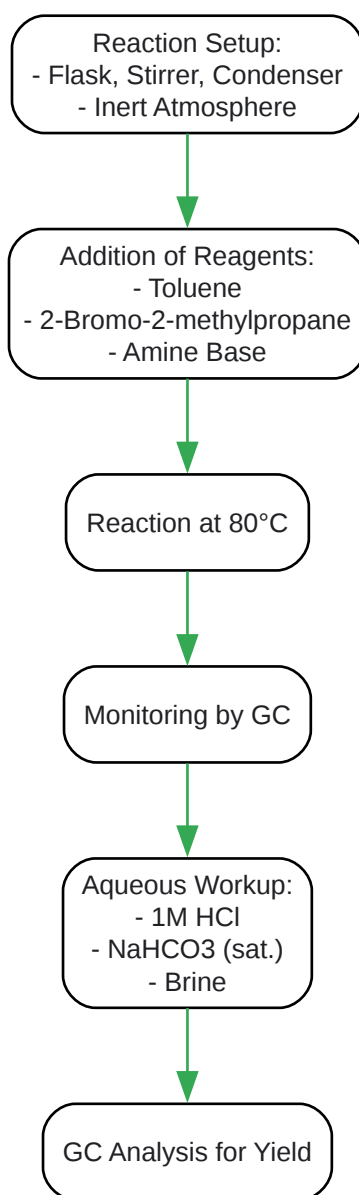 Reaction Setup:
- Flask, Stirrer, Condenser
- Inert Atmosphere
Addition of Reagents:
- Toluene
- 2-Bromo-2-methylpropane
- Amine Base
Reaction at 80°C
Monitoring by GC
Aqueous Workup:
- 1M HCl
- NaHCO3 (sat.)
- Brine
GC Analysis for Yield